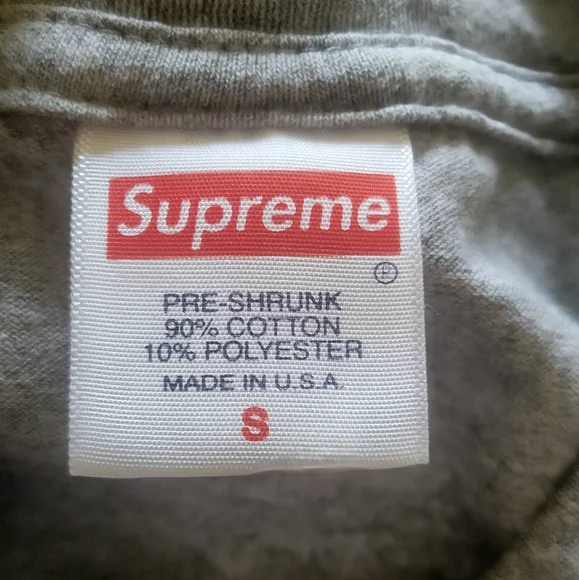 Supreme
Ⓔ
PRE-SHRUNK
90% COTTON
10% POLYESTER
MADE IN U.S.A.
S